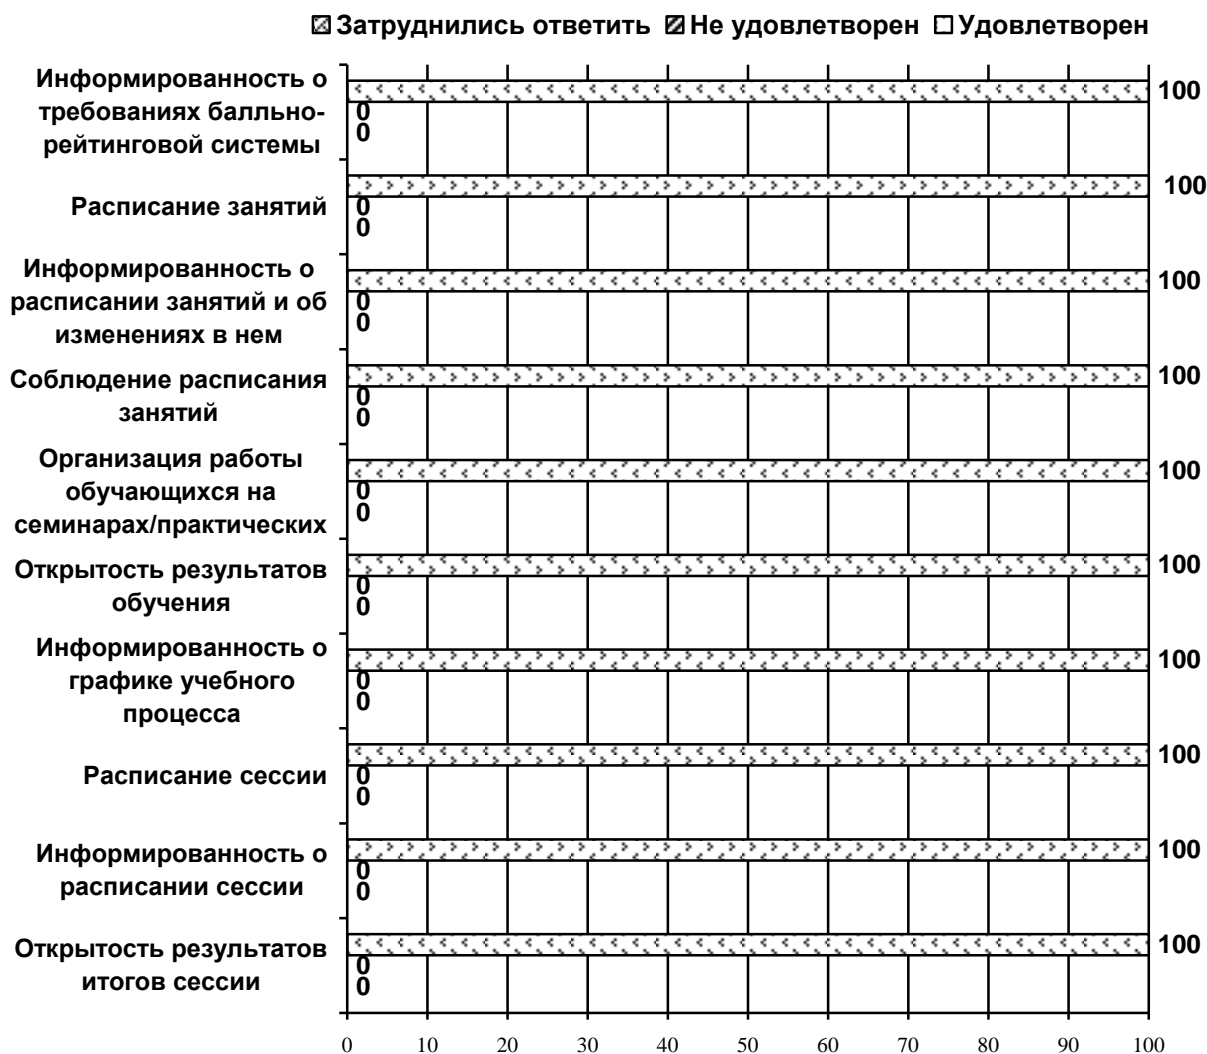 Затруднились ответить Не удовлетворен Удовлетворен
Информированность о
требованиях балльно-
рейтинговой системы
100
0
0
Расписание занятий
100
0
0
Информированность о
расписании занятий и об
изменениях в нем
100
0
0
Соблюдение расписания
занятий
100
0
0
Организация работы
обучающихся на
семинарах/практических
100
0
0
Открытость результатов
обучения
100
0
0
Информированность о
графике учебного
процесса
100
0
0
Расписание сессии
100
0
0
Информированность о
расписании сессии
100
0
0
Открытость результатов
итогов сессии
100
0
0
0 10 20 30 40 50 60 70 80 90 100